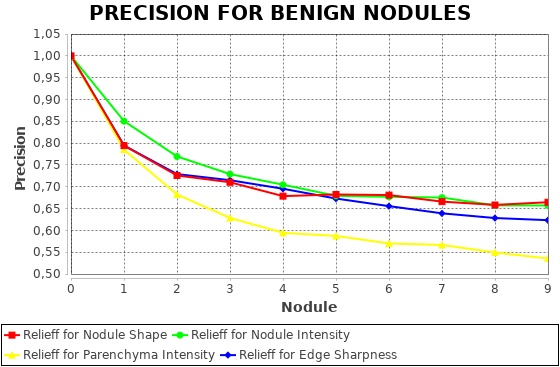 PRECISION FOR BENIGN NODULES
1,05
1,00
0,95
0,90
0,85
0,80
0,75
0,70
0,65
0,60
0,55
0,50
Precision
0 1 2 3 4 5 6 7 8 9
Nodule
Relieff for Nodule Shape Relieff for Nodule Intensity
Relieff for Parenchyma Intensity Relieff for Edge Sharpness